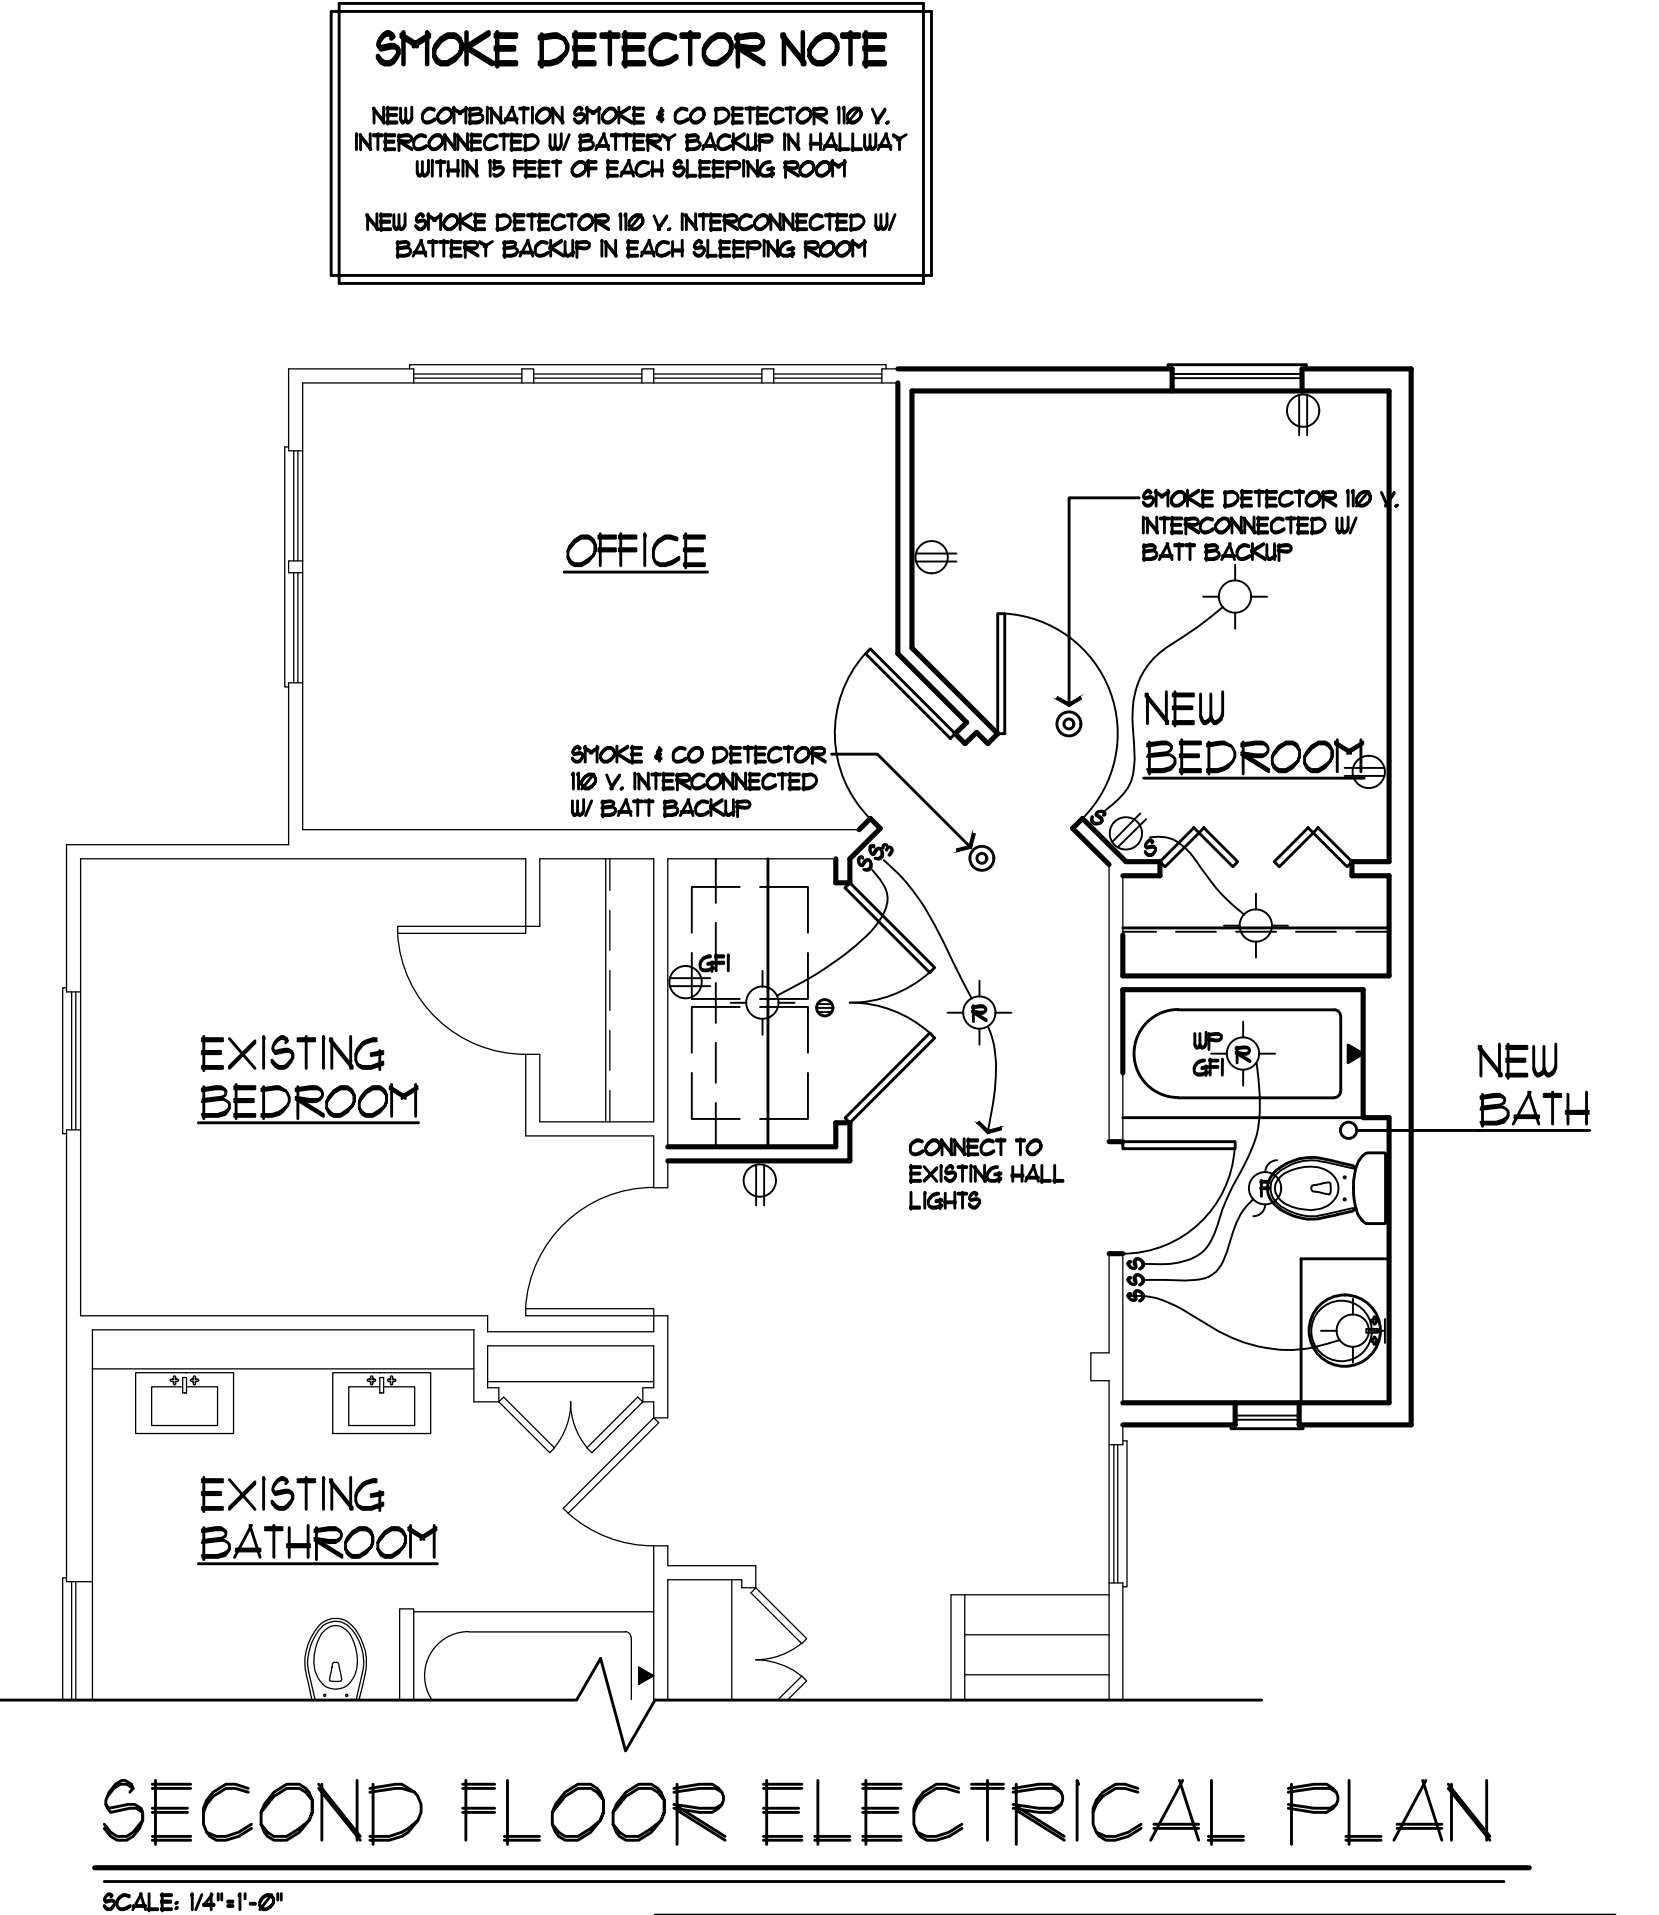 SMOKE DETECTOR NOTE
NEW COMBINATION SMOKE & CO DETECTOR 110 V.
INTERCONNECTED W/ BATTERY BACKUP IN HALLWAY
WITHIN 15 FEET OF EACH SLEEPING ROOM
NEW SMOKE DETECTOR 110 V. INTERCONNECTED W/
BATTERY BACKUP IN EACH SLEEPING ROOM
SMOKE DETECTOR 110 V.
INTERCONNECTED W/
BATT BACKUP
OFFICE
NEW
BEDROOM
SMOKE & CO DETECTOR
110 V. INTERCONNECTED
W/ BATT BACKUP
S
S
S S3
GFI
R
WP
GFI
R
EXISTING
BEDROOM
NEW
BATH
CONNECT TO
EXISTING HALL
LIGHTS
F
S
S
S
EXISTING
BATHROOM
SECOND FLOOR ELECTRICAL PLAN
SCALE: 1/4"=1'-0"